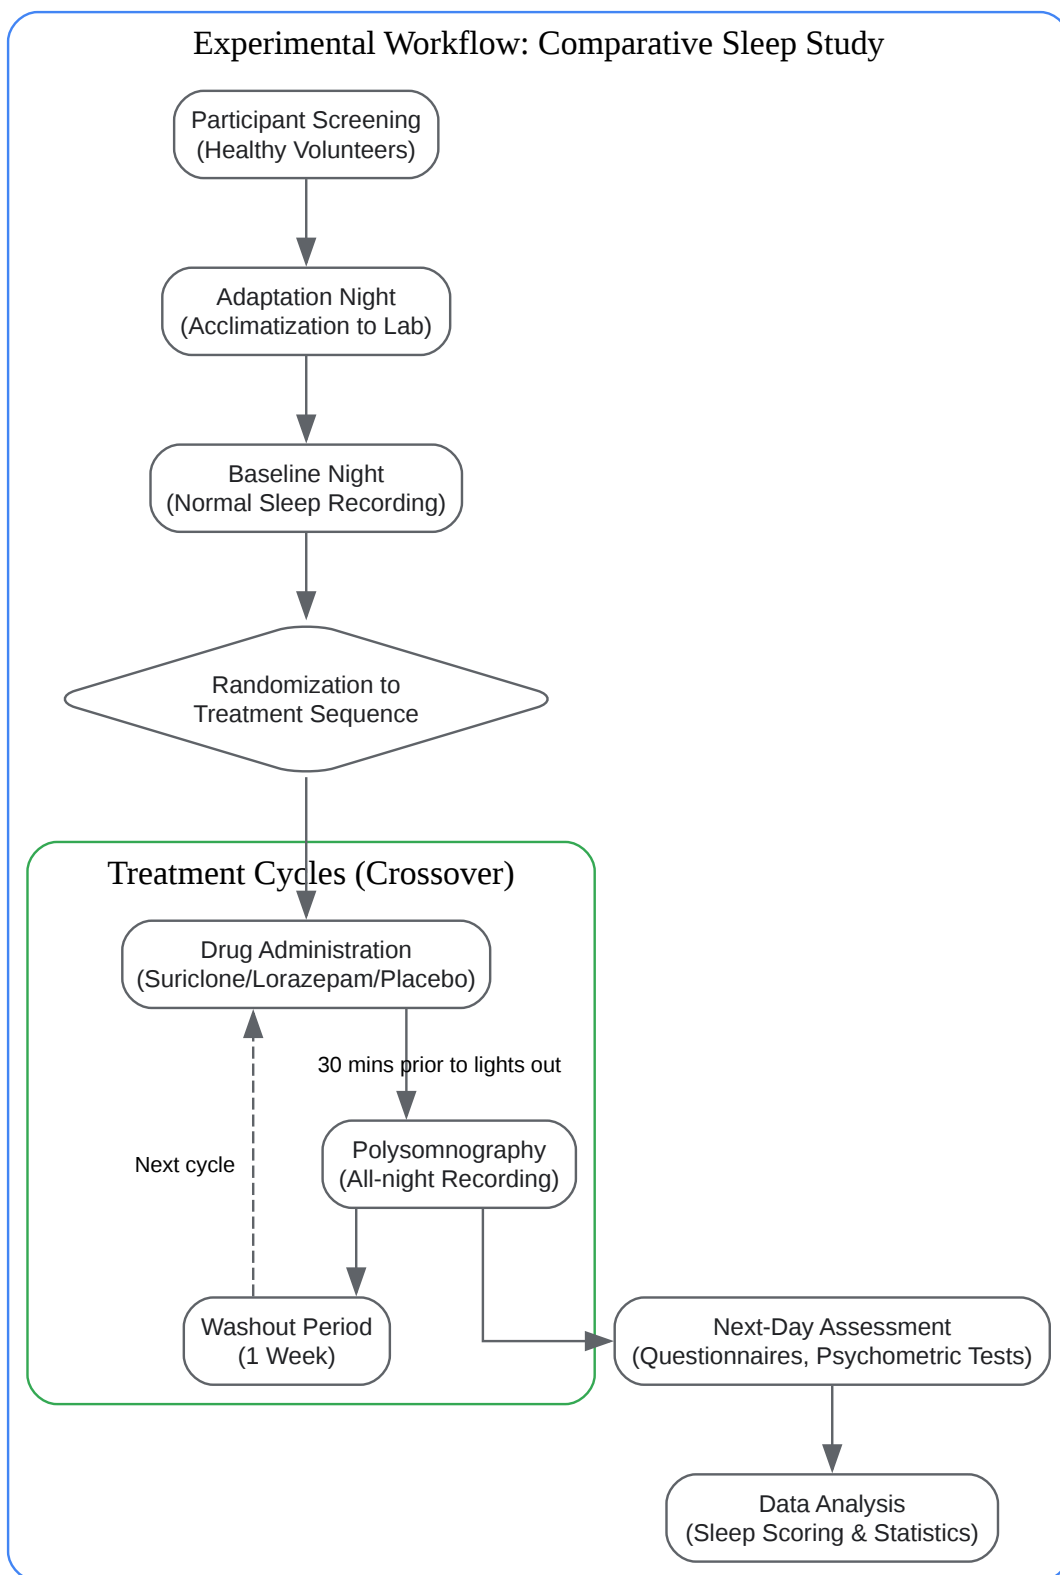 Experimental Workflow: Comparative Sleep Study
Participant Screening
(Healthy Volunteers)
Adaptation Night
(Acclimatization to Lab)
Baseline Night
(Normal Sleep Recording)
Randomization to
Treatment Sequence
Treatment Cycles (Crossover)
Drug Administration
(Suriclone/Lorazepam/Placebo)
30 mins prior to lights out
Polysomnography
(All-night Recording)
Next cycle
Washout Period
(1 Week)
Next-Day Assessment
(Questionnaires, Psychometric Tests)
Data Analysis
(Sleep Scoring & Statistics)